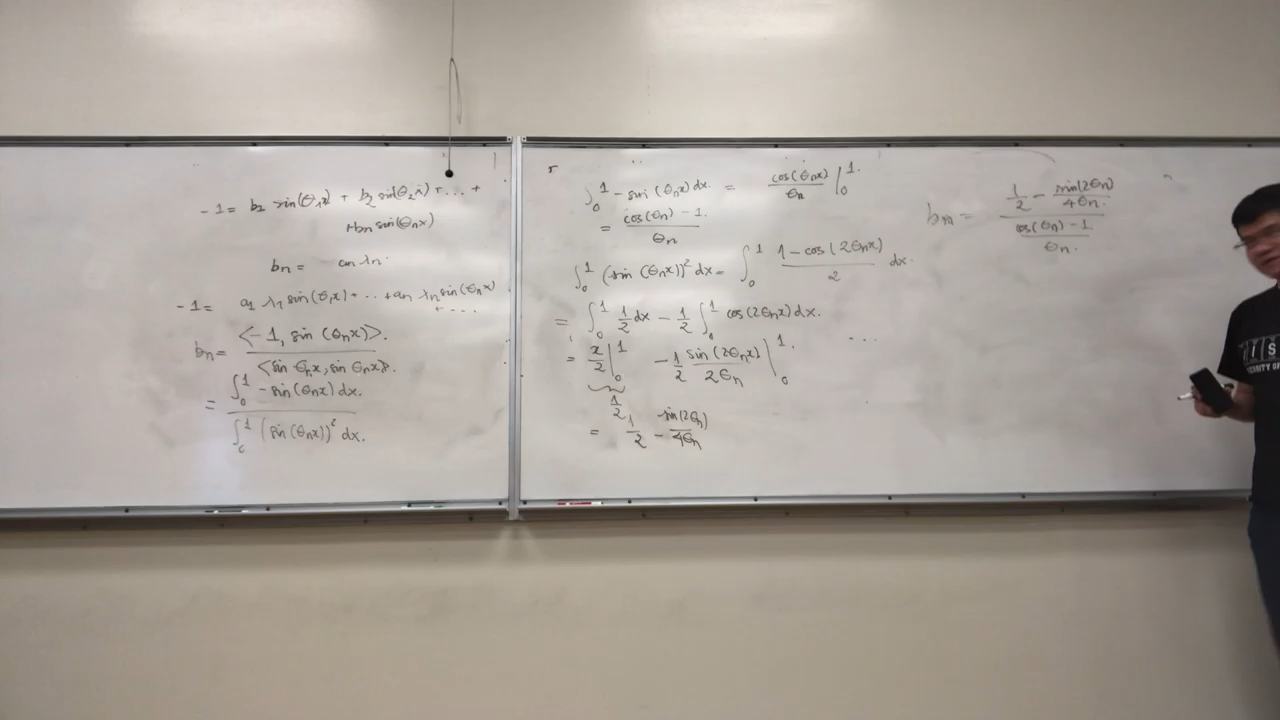 -1 = b₁ sin(θ₁x) + b₂ sin(θ₂x) + ... +
+bₙ sin(θₙx)
bₙ = aₙ λₙ.
-1 = a₁ λ₁ sin(θ₁x) + ... + aₙ λₙ sin(θₙx)
+ ....
bₙ = <-1, sin (θₙx)>. / <sin θₙx, sin θₙx>.
= ∫₀¹ -sin(θₙx) dx. / ∫₀¹ (sin(θₙx))² dx.
∫₀¹ -sin(θₙx) dx. = cos(θₙx) / θₙ |₀¹.
= cos(θₙ) - 1. / θₙ
∫₀¹ (sin(θₙx))² dx = ∫₀¹ 1 - cos(2θₙx) / 2 dx.
= ∫₀¹ 1/2 dx - 1/2 ∫₀¹ cos(2θₙx) dx.
= x/2 |₀¹ - 1/2 sin(2θₙx) / 2θₙ |₀¹. ...
1/2
= 1/2 - sin(2θₙ) / 4θₙ
bₙ = 1/2 - sin(2θₙ) / 4θₙ. / cos(θₙ) - 1 / θₙ.